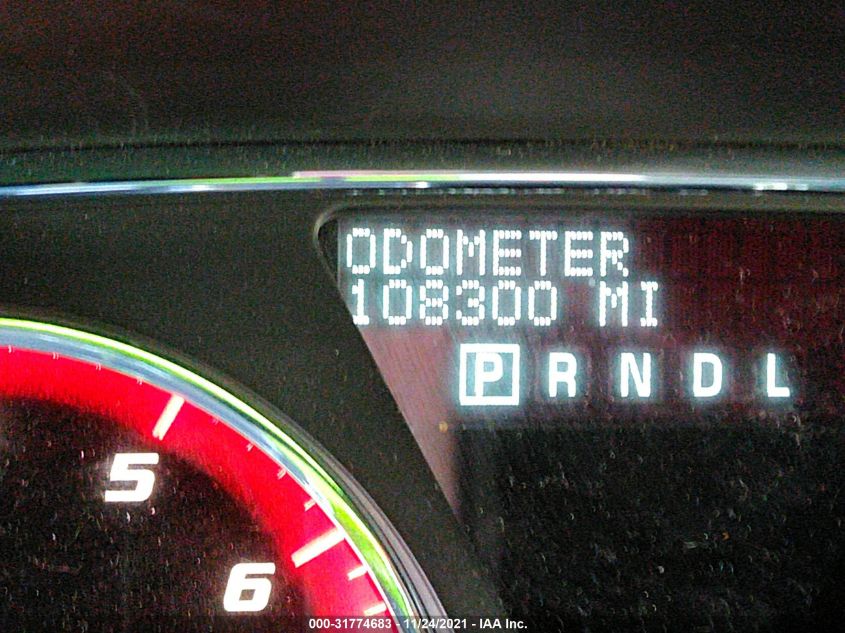 ODOMETER
108300 MI
P R N D L
5
6
000-31774683 - 11/24/2021 - IAA Inc.